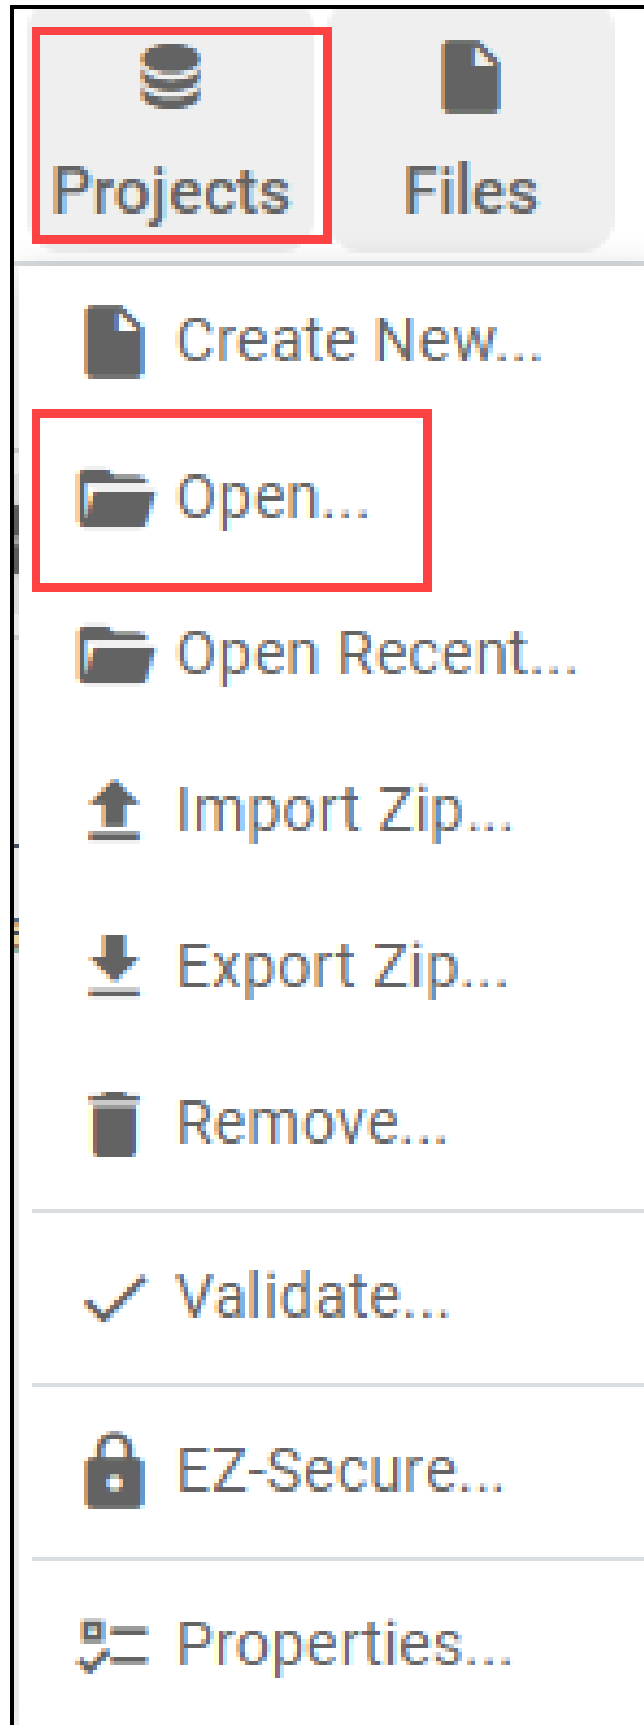 Projects Files
Create New...
Open...
Open Recent...
Import Zip...
Export Zip...
Remove...
Validate...
EZ-Secure...
Properties...